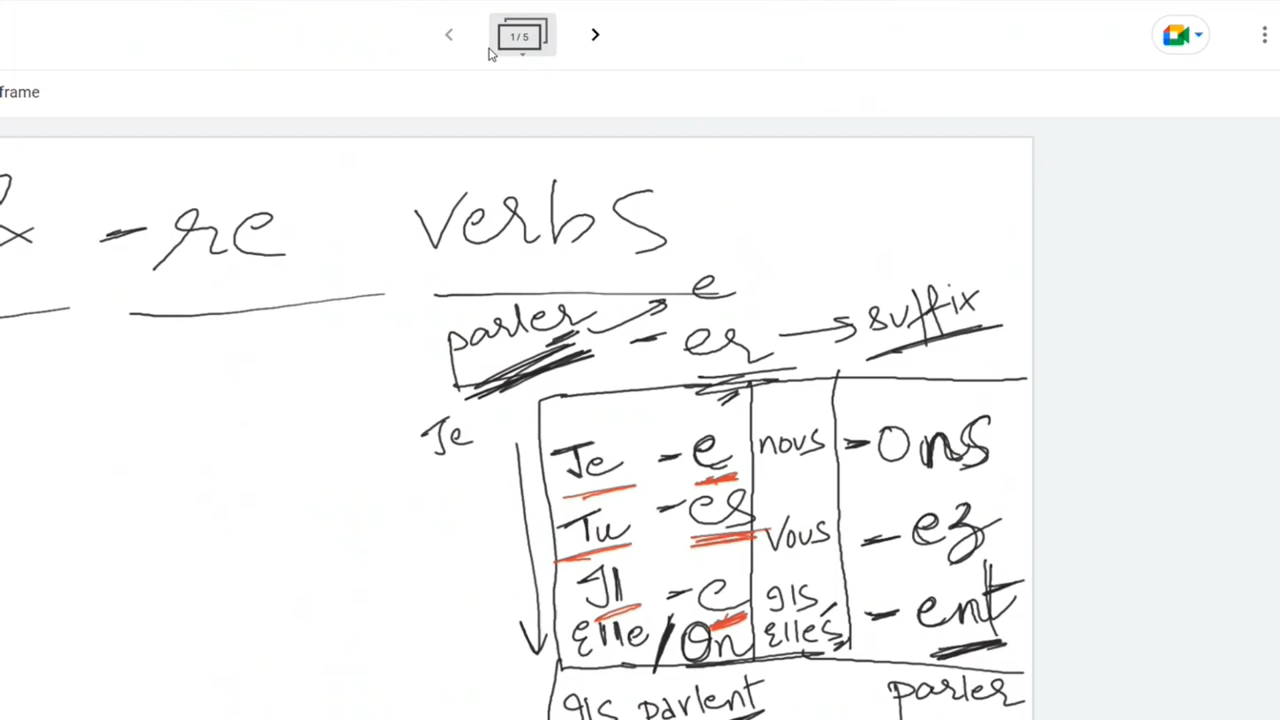 1 / 5
frame
& -re verbs
parler e
- er → suffix
Je
Je -e nous -ons
Tu -es vous -ez
Il -e ils -ent
Elle/On Elles
Ils parlent parler